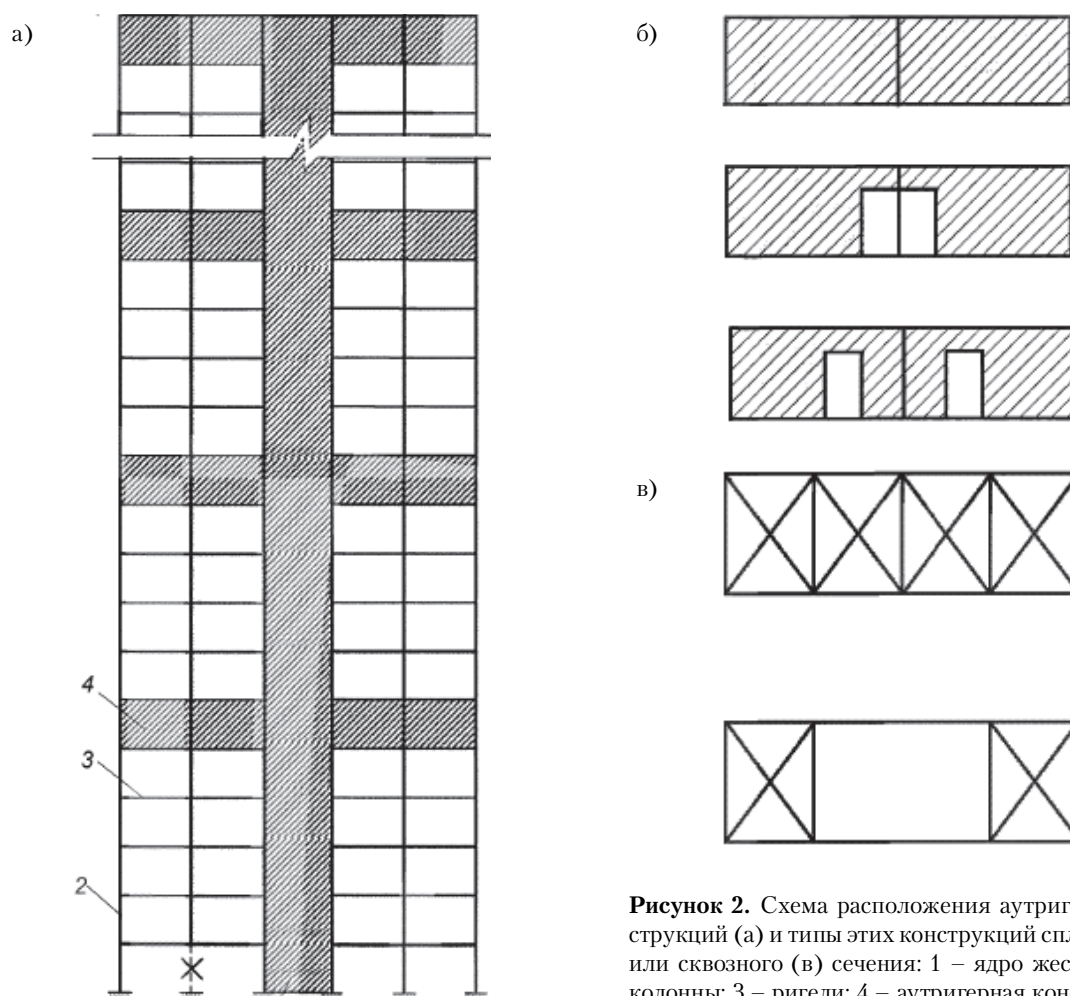 а)
б)
в)
4
3
2
Рисунок 2. Схема расположения аутриг
струкций (а) и типы этих конструкций спл
или сквозного (в) сечения: 1 – ядро жес
колонны; 3 – ригели; 4 – аутригерная кон